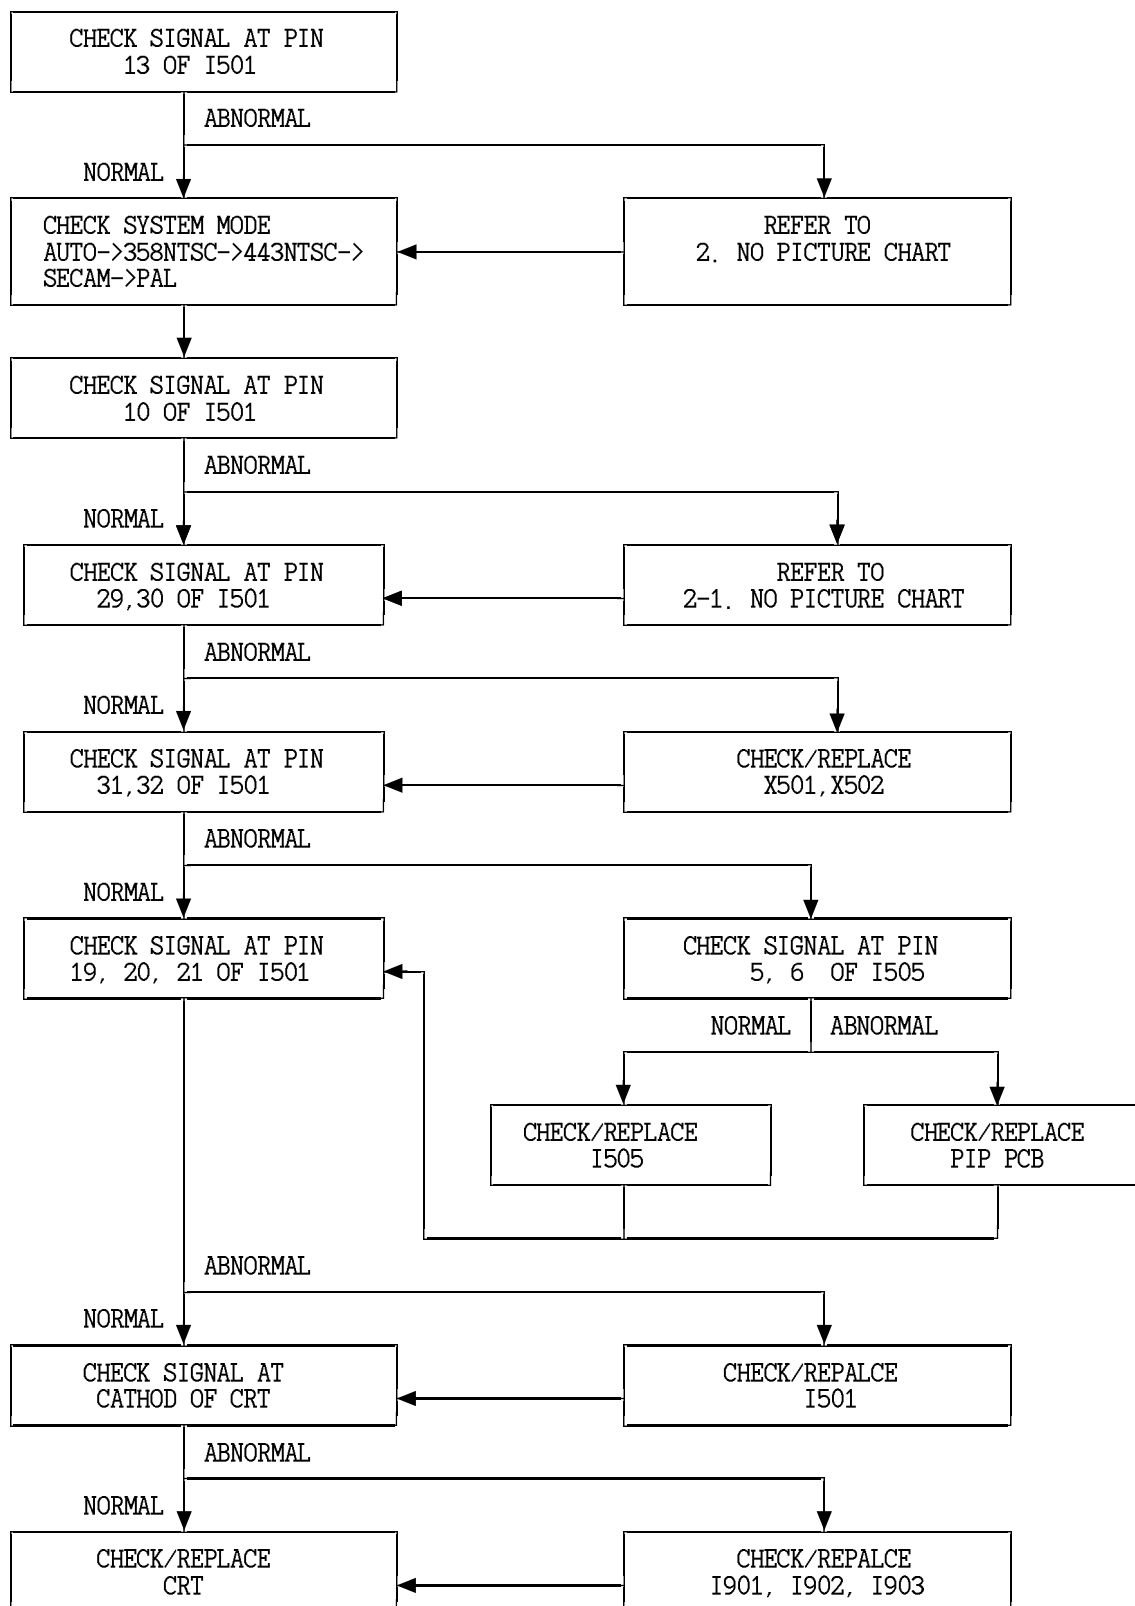 CHECK SIGNAL AT PIN
13 OF I501
ABNORMAL
NORMAL
CHECK SYSTEM MODE
AUTO->358NTSC->443NTSC->
SECAM->PAL
REFER TO
2. NO PICTURE CHART
CHECK SIGNAL AT PIN
10 OF I501
ABNORMAL
NORMAL
CHECK SIGNAL AT PIN
29,30 OF I501
REFER TO
2-1. NO PICTURE CHART
ABNORMAL
NORMAL
CHECK SIGNAL AT PIN
31,32 OF I501
CHECK/REPLACE
X501,X502
ABNORMAL
NORMAL
CHECK SIGNAL AT PIN
19, 20, 21 OF I501
CHECK SIGNAL AT PIN
5, 6 OF I505
NORMAL
ABNORMAL
CHECK/REPLACE
I505
CHECK/REPLACE
PIP PCB
ABNORMAL
NORMAL
CHECK SIGNAL AT
CATHOD OF CRT
CHECK/REPALCE
I501
ABNORMAL
NORMAL
CHECK/REPLACE
CRT
CHECK/REPALCE
I901, I902, I903